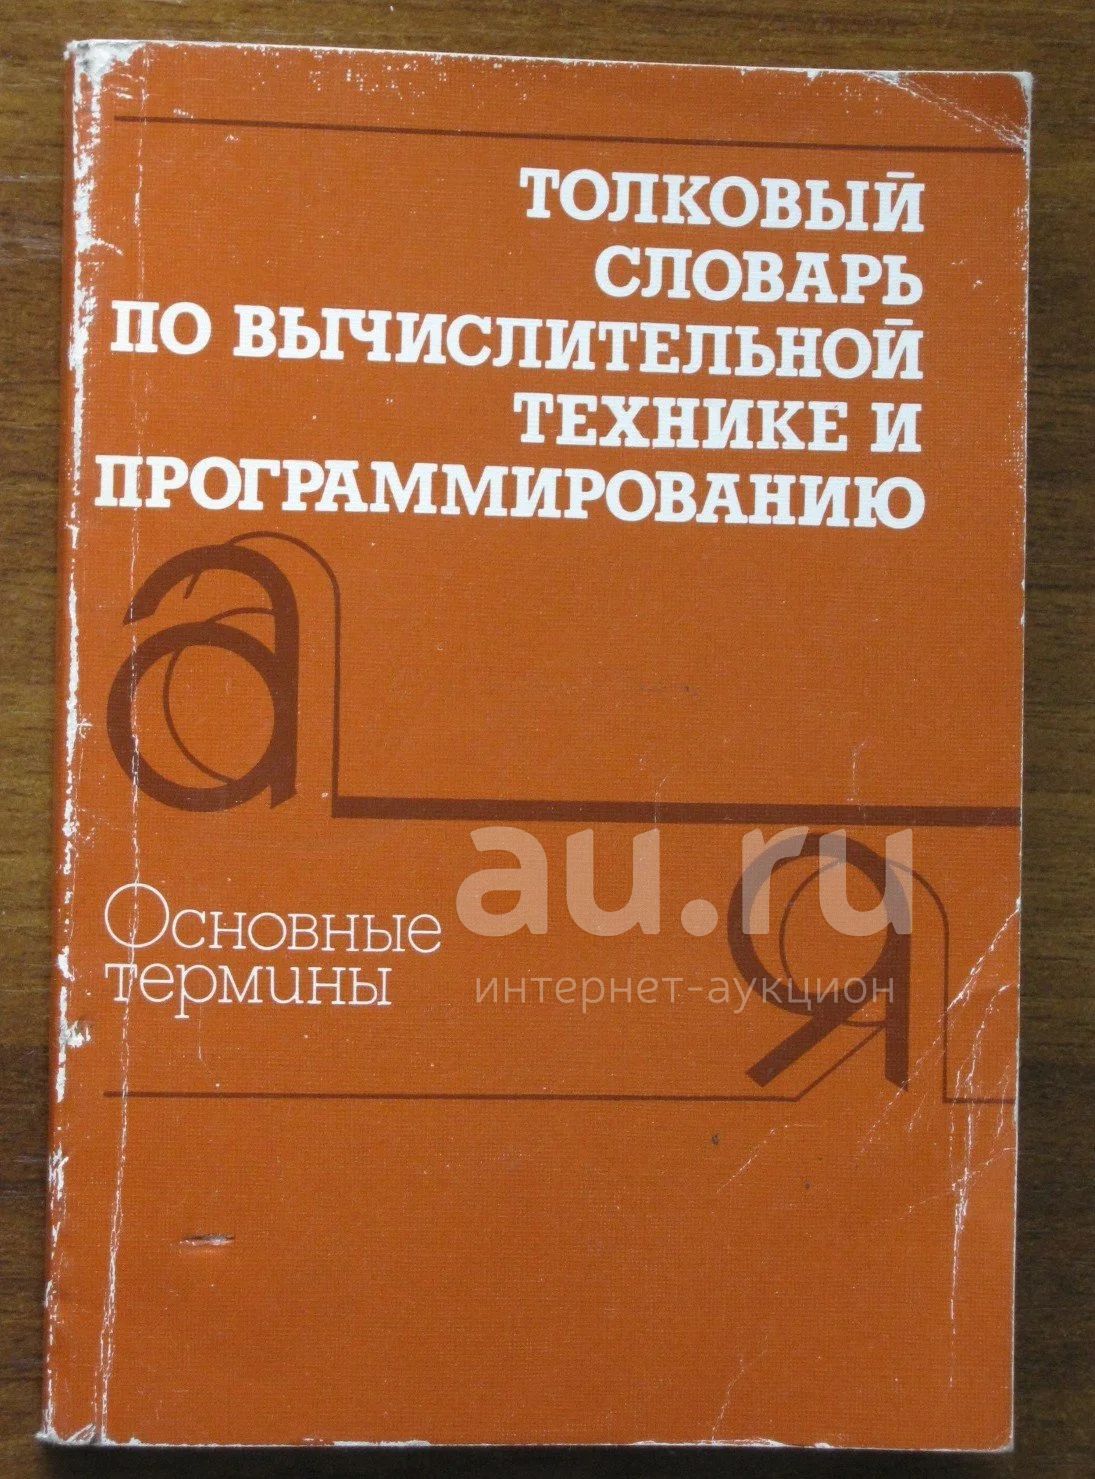 ТОЛКОВЫЙ
СЛОВАРЬ
ПО ВЫЧИСЛИТЕЛЬНОЙ
ТЕХНИКЕ И
ПРОГРАММИРОВАНИЮ
а
au.ru
я
Основные
термины
интернет-аукцион